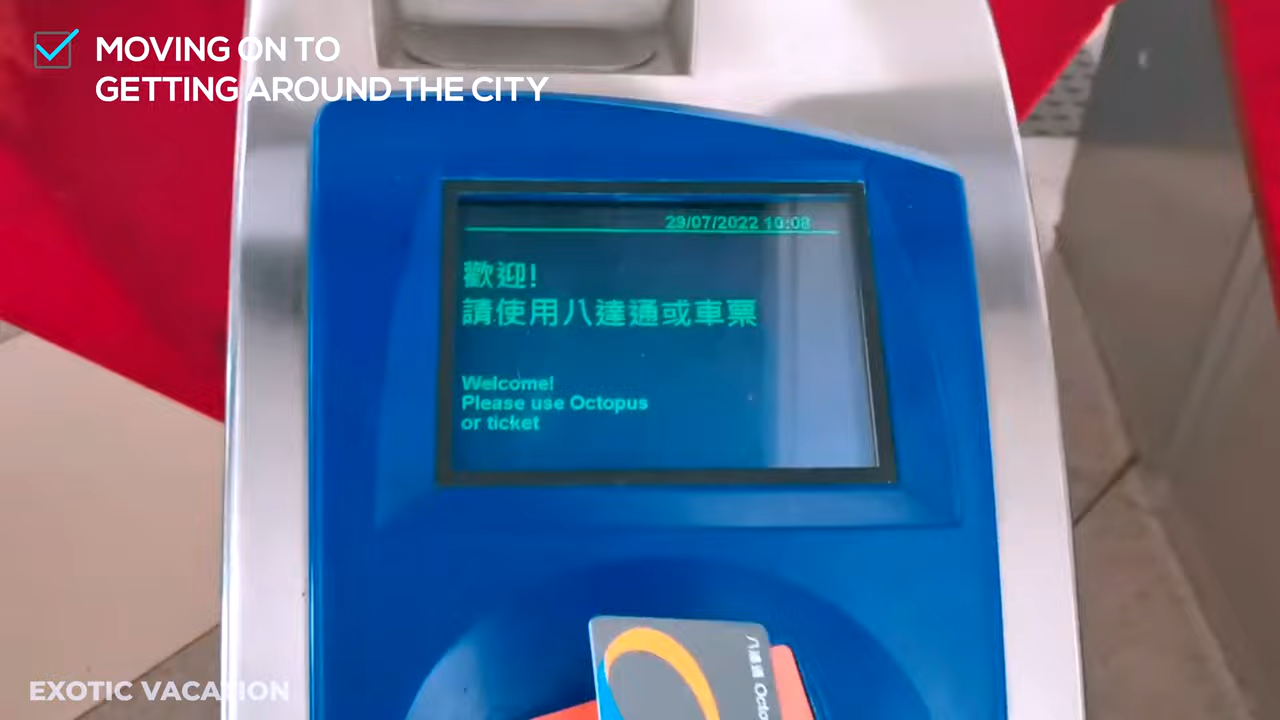 MOVING ON TO
GETTING AROUND THE CITY
29/07/2022 10:08
歡迎!
請使用八達通或車票
Welcome!
Please use Octopus
or ticket
八達通 Octo
EXOTIC VACATION